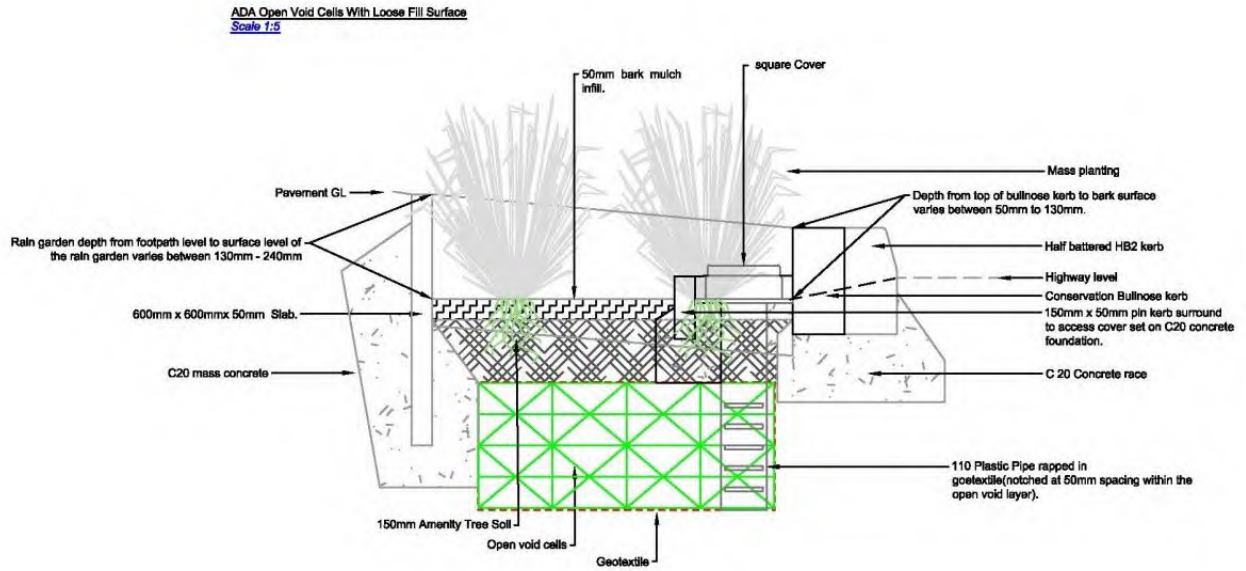 ADA Open Void Cells With Loose Fill Surface
Scale 1:5
50mm bark mulch
infill.
square Cover
Mass planting
Pavement GL
Depth from top of bullnose kerb to bark surface
varies between 50mm to 130mm.
Rain garden depth from footpath level to surface level of
the rain garden varies between 130mm - 240mm
Half battered HB2 kerb
Highway level
Conservation Bullnose kerb
600mm x 600mmx 50mm Slab.
150mm x 50mm pin kerb surround
to access cover set on C20 concrete
foundation.
C20 mass concrete
C 20 Concrete race
110 Plastic Pipe rapped in
goetextile(notched at 50mm spacing within the
open void layer).
150mm Amenity Tree Soil
Open void cells
Geotextile